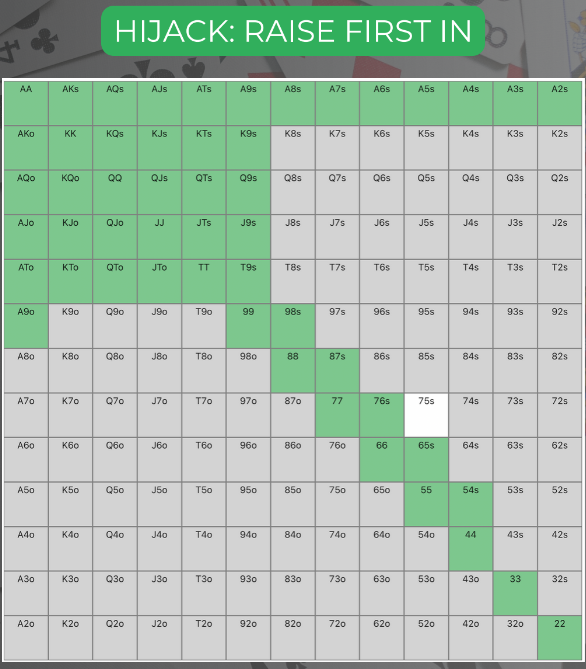 HIJACK: RAISE FIRST IN
AA AKs AQs AJs ATs A9s A8s A7s A6s A5s A4s A3s A2s
AKo KK KQs KJs KTs K9s K8s K7s K6s K5s K4s K3s K2s
AQo KQo QQ QJs QTs Q9s Q8s Q7s Q6s Q5s Q4s Q3s Q2s
AJo KJo QJo JJ JTs J9s J8s J7s J6s J5s J4s J3s J2s
ATo KTo QTo JTo TT T9s T8s T7s T6s T5s T4s T3s T2s
A9o K9o Q9o J9o T9o 99 98s 97s 96s 95s 94s 93s 92s
A8o K8o Q8o J8o T8o 98o 88 87s 86s 85s 84s 83s 82s
A7o K7o Q7o J7o T7o 97o 87o 77 76s 75s 74s 73s 72s
A6o K6o Q6o J6o T6o 96o 86o 76o 66 65s 64s 63s 62s
A5o K5o Q5o J5o T5o 95o 85o 75o 65o 55 54s 53s 52s
A4o K4o Q4o J4o T4o 94o 84o 74o 64o 54o 44 43s 42s
A3o K3o Q3o J3o T3o 93o 83o 73o 63o 53o 43o 33 32s
A2o K2o Q2o J2o T2o 92o 82o 72o 62o 52o 42o 32o 22